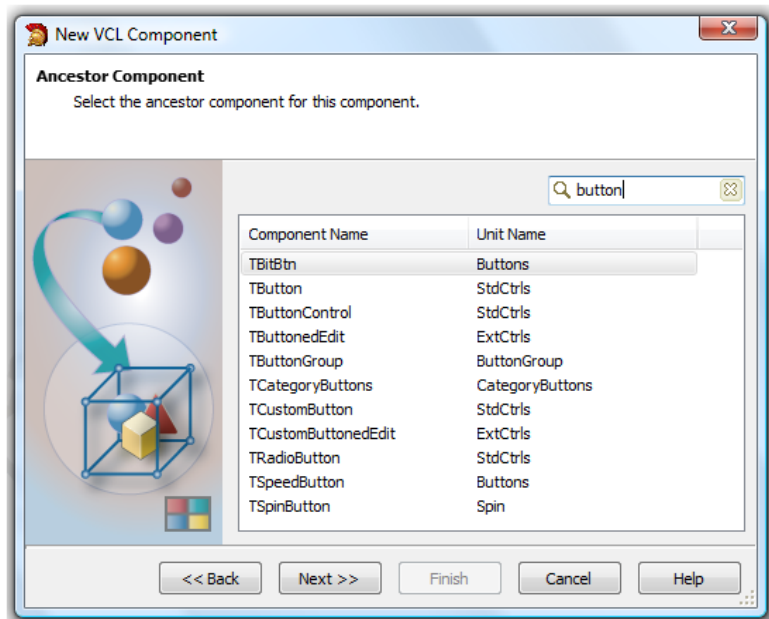 New VCL Component
Ancestor Component
Select the ancestor component for this component.
button
Component Name Unit Name
TBitBtn Buttons
TButton StdCtrls
TButtonControl StdCtrls
TButtonedEdit ExtCtrls
TButtonGroup ButtonGroup
TCategoryButtons CategoryButtons
TCustomButton StdCtrls
TCustomButtonedEdit ExtCtrls
TRadioButton StdCtrls
TSpeedButton Buttons
TSpinButton Spin
<< Back Next >> Finish Cancel Help